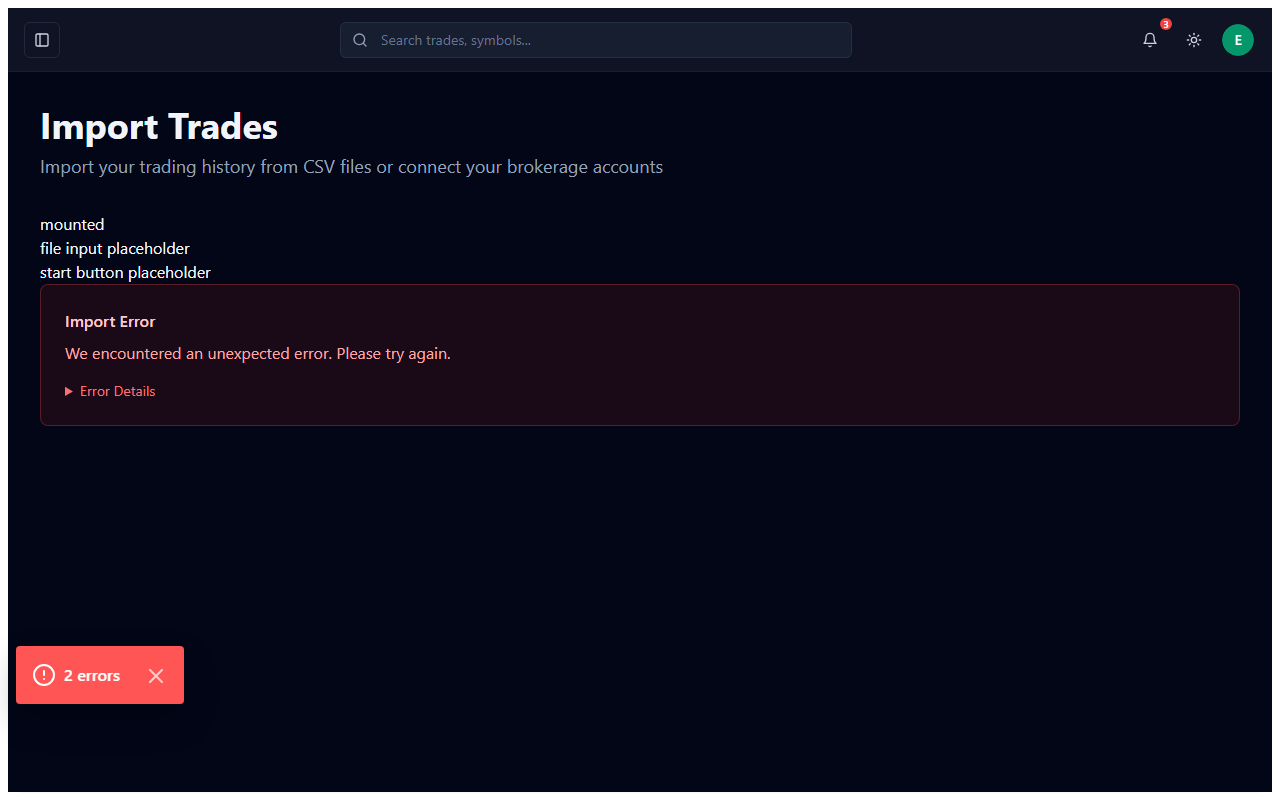 Search trades, symbols...
3
E
Import Trades
Import your trading history from CSV files or connect your brokerage accounts
mounted
file input placeholder
start button placeholder
Import Error
We encountered an unexpected error. Please try again.
Error Details
2 errors